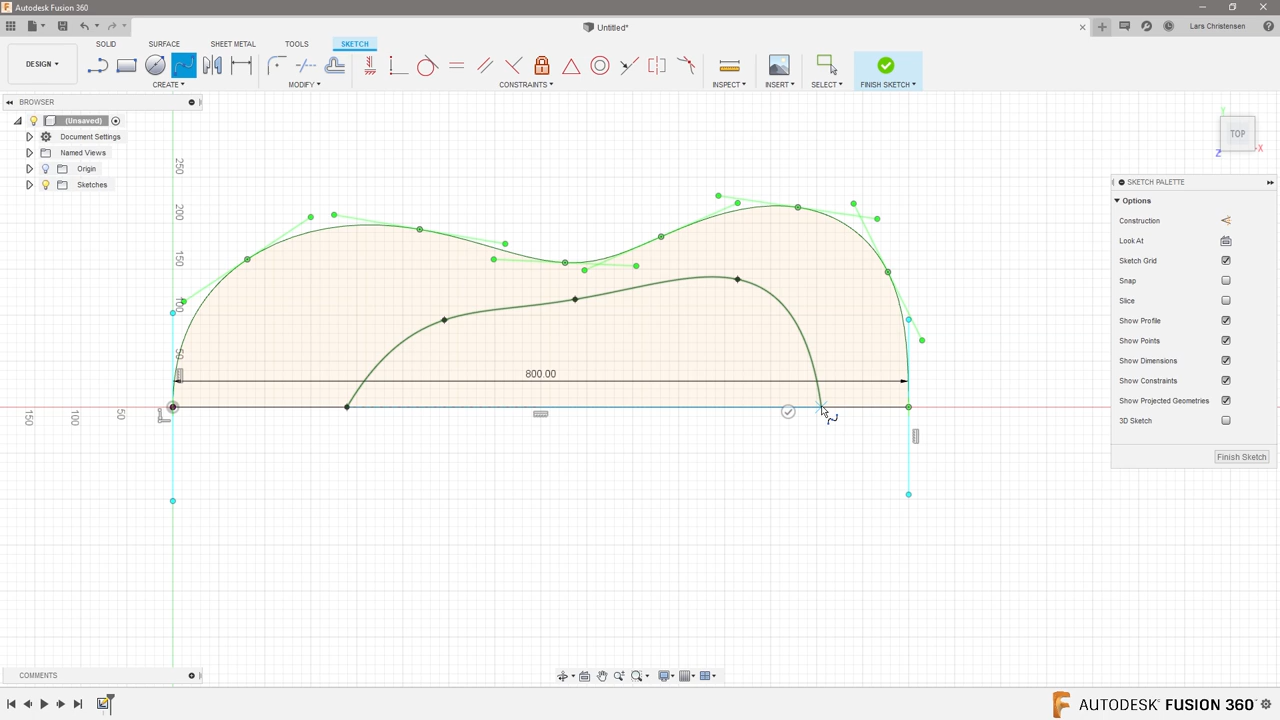 Autodesk Fusion 360
Untitled*
Lars Christensen
DESIGN
SOLID SURFACE SHEET METAL TOOLS SKETCH
CREATE MODIFY CONSTRAINTS INSPECT INSERT SELECT FINISH SKETCH
BROWSER
(Unsaved)
Document Settings
Named Views
Origin
Sketches
TOP
Y
X
Z
SKETCH PALETTE
Options
Construction
Look At
Sketch Grid
Snap
Slice
Show Profile
Show Points
Show Dimensions
Show Constraints
Show Projected Geometries
3D Sketch
Finish Sketch
250
200
150
100
50
800.00
150 100 50
COMMENTS
AUTODESK® FUSION 360°